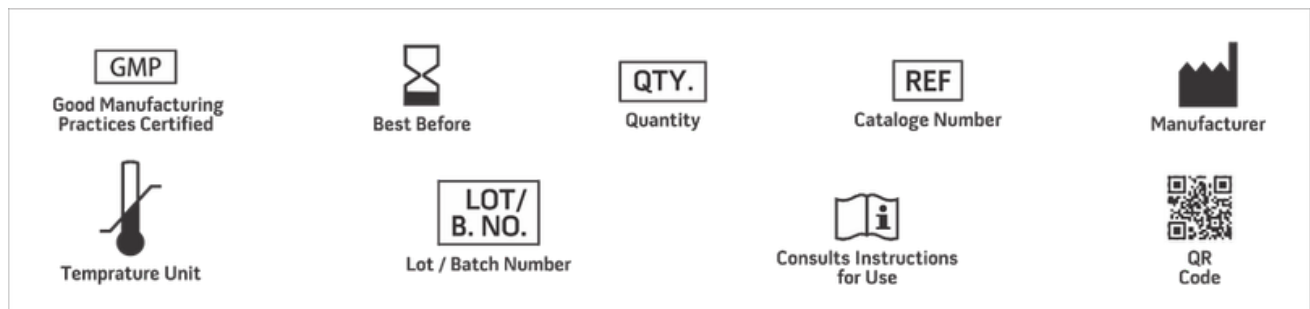 GMP
Good Manufacturing
Practices Certified
Best Before
QTY.
Quantity
REF
Cataloge Number
Manufacturer
Temprature Unit
LOT/
B. NO.
Lot / Batch Number
i
Consults Instructions
for Use
QR
Code